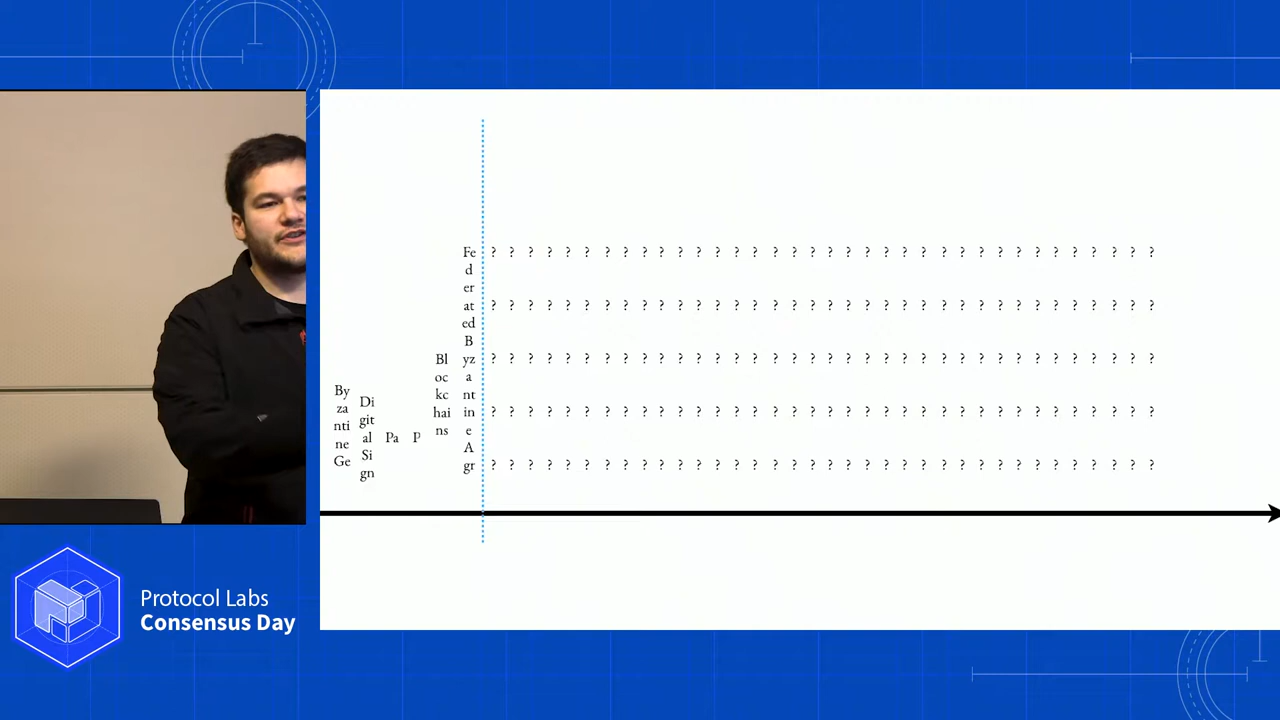 By
za
nti
ne
Ge
Di
git
al
Si
gn
Pa
P
Bl
oc
kc
hai
ns
Fe
d
er
at
ed
B
yz
a
nt
in
e
A
gr
? ? ? ? ? ? ? ? ? ? ? ? ? ? ? ? ? ? ? ? ? ? ? ? ? ? ? ? ? ? ? ? ? ? ? ?
? ? ? ? ? ? ? ? ? ? ? ? ? ? ? ? ? ? ? ? ? ? ? ? ? ? ? ? ? ? ? ? ? ? ? ?
? ? ? ? ? ? ? ? ? ? ? ? ? ? ? ? ? ? ? ? ? ? ? ? ? ? ? ? ? ? ? ? ? ? ? ?
? ? ? ? ? ? ? ? ? ? ? ? ? ? ? ? ? ? ? ? ? ? ? ? ? ? ? ? ? ? ? ? ? ? ? ?
? ? ? ? ? ? ? ? ? ? ? ? ? ? ? ? ? ? ? ? ? ? ? ? ? ? ? ? ? ? ? ? ? ? ? ?
Protocol Labs
Consensus Day